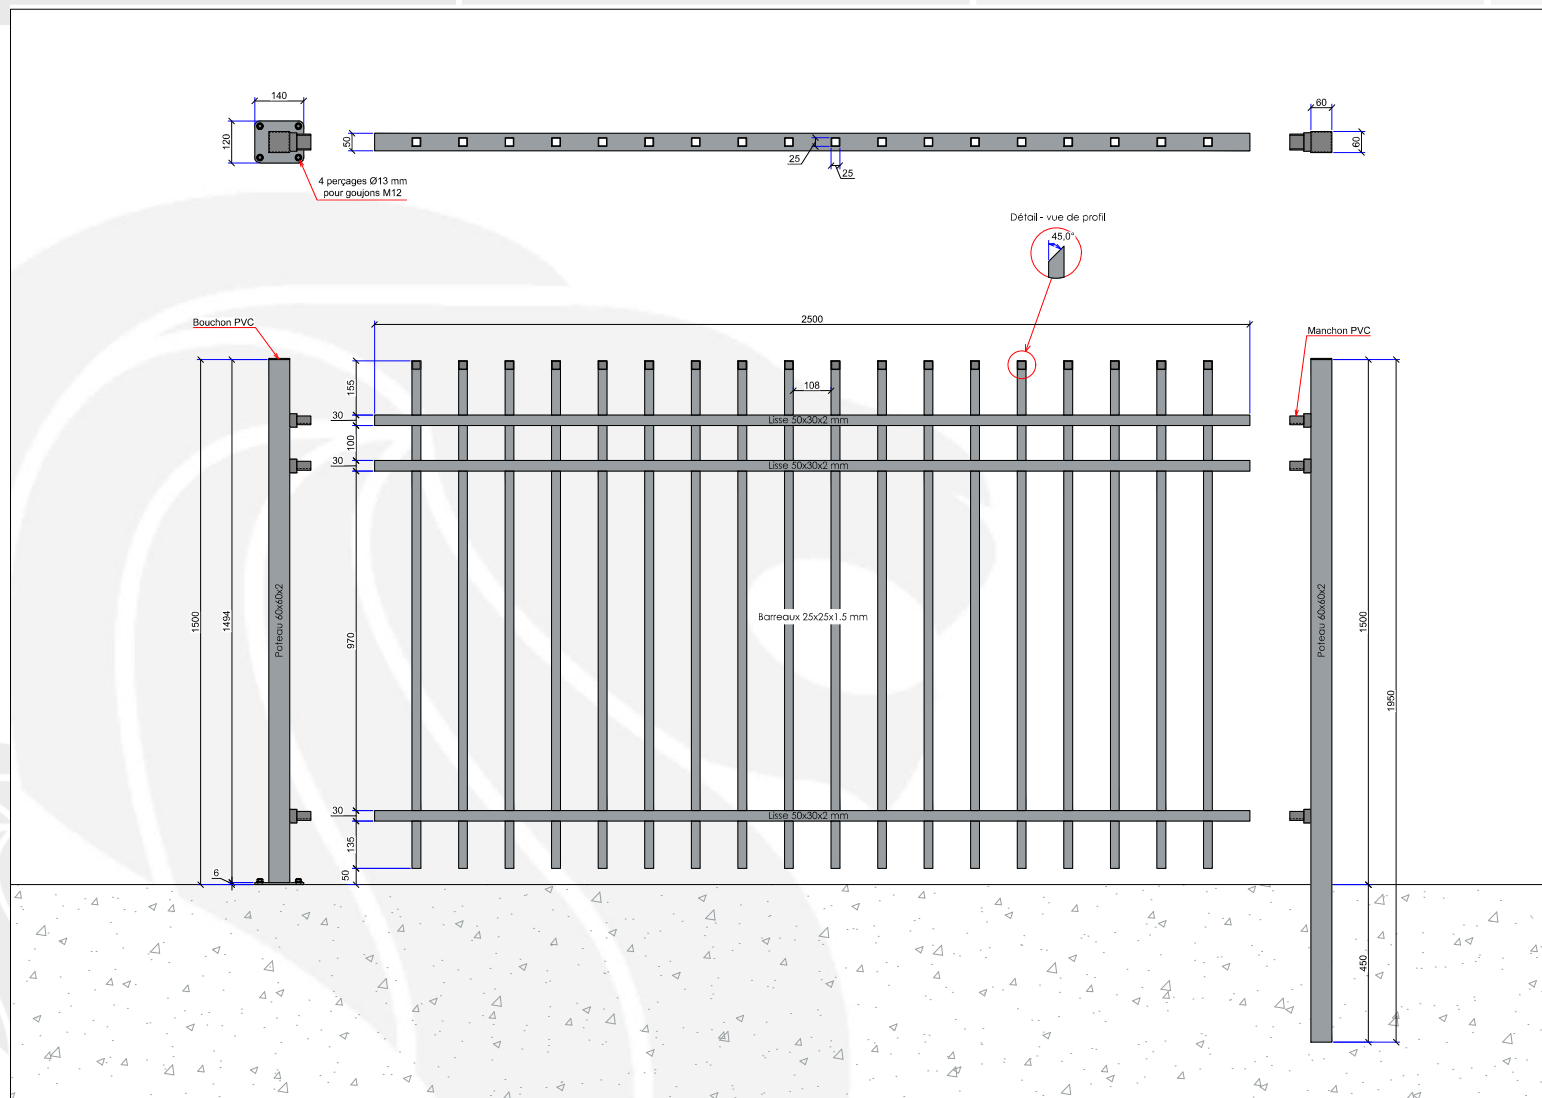 140
120
4 perçages Ø13 mm
pour goujons M12
50
25
25
60
60
Détail - vue de profil
45,0°
Bouchon PVC
2500
Manchon PVC
155
108
30
Lisse 50x30x2 mm
100
30
Lisse 50x30x2 mm
1500
1494
Poteau 60x60x2
970
Barreaux 25x25x1.5 mm
Poteau 60x60x2
1500
1950
30
Lisse 50x30x2 mm
135
6
50
450